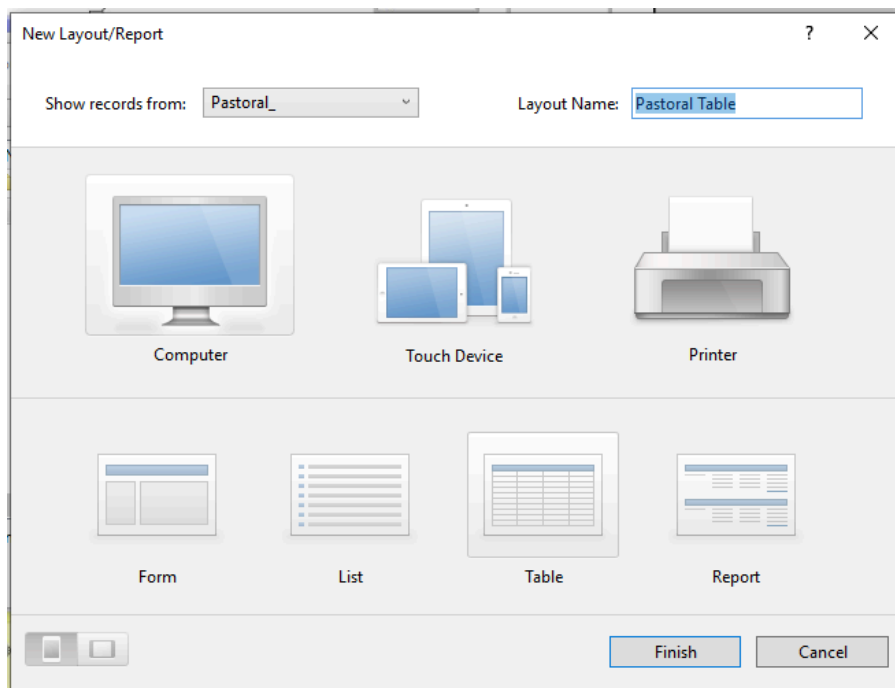 New Layout/Report
?
Show records from: Pastoral_ Layout Name: Pastoral Table
Computer Touch Device Printer
Form List Table Report
Finish Cancel